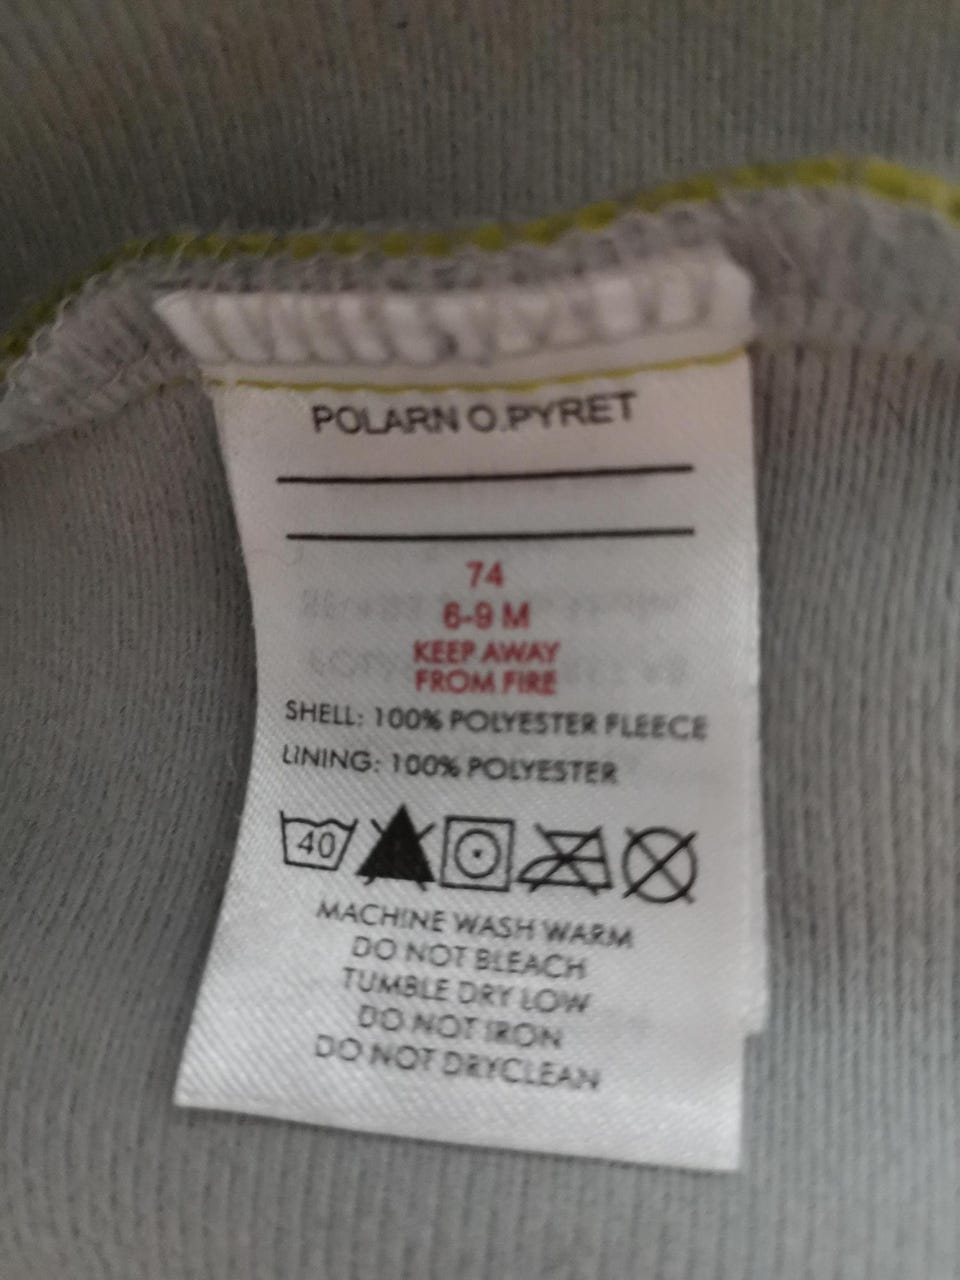 POLARN O.PYRET
74
6-9 M
KEEP AWAY
FROM FIRE
SHELL: 100% POLYESTER FLEECE
LINING: 100% POLYESTER
40
MACHINE WASH WARM
DO NOT BLEACH
TUMBLE DRY LOW
DO NOT IRON
DO NOT DRYCLEAN